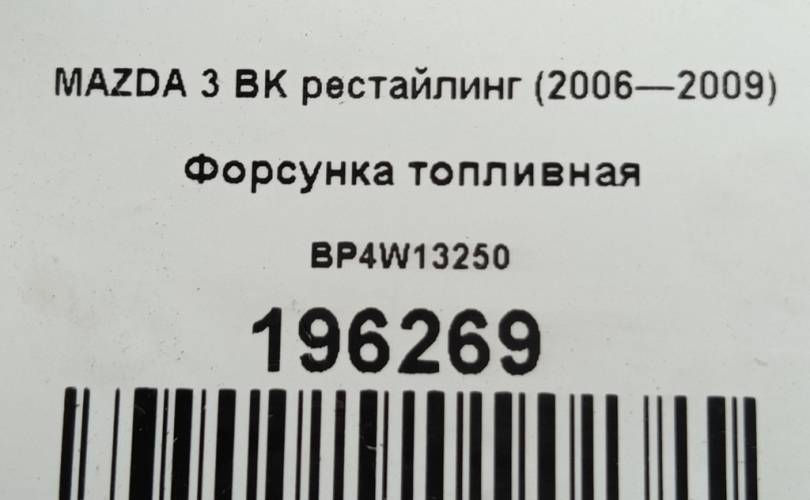 MAZDA 3 BK рестайлинг (2006—2009)
Форсунка топливная
BP4W13250
196269